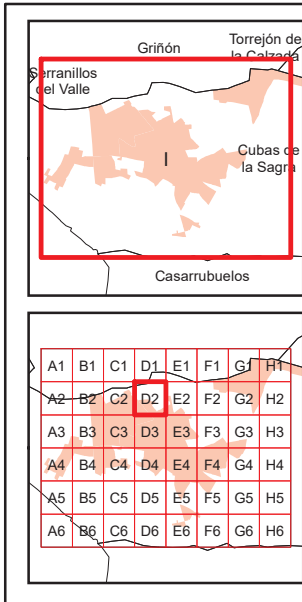 Torrejón de
la Calzada
Griñón
Serranillos
del Valle
I
Cubas de
la Sagra
Casarrubuelos
A1 B1 C1 D1 E1 F1 G1 H1
A2 B2 C2 D2 E2 F2 G2 H2
A3 B3 C3 D3 E3 F3 G3 H3
A4 B4 C4 D4 E4 F4 G4 H4
A5 B5 C5 D5 E5 F5 G5 H5
A6 B6 C6 D6 E6 F6 G6 H6